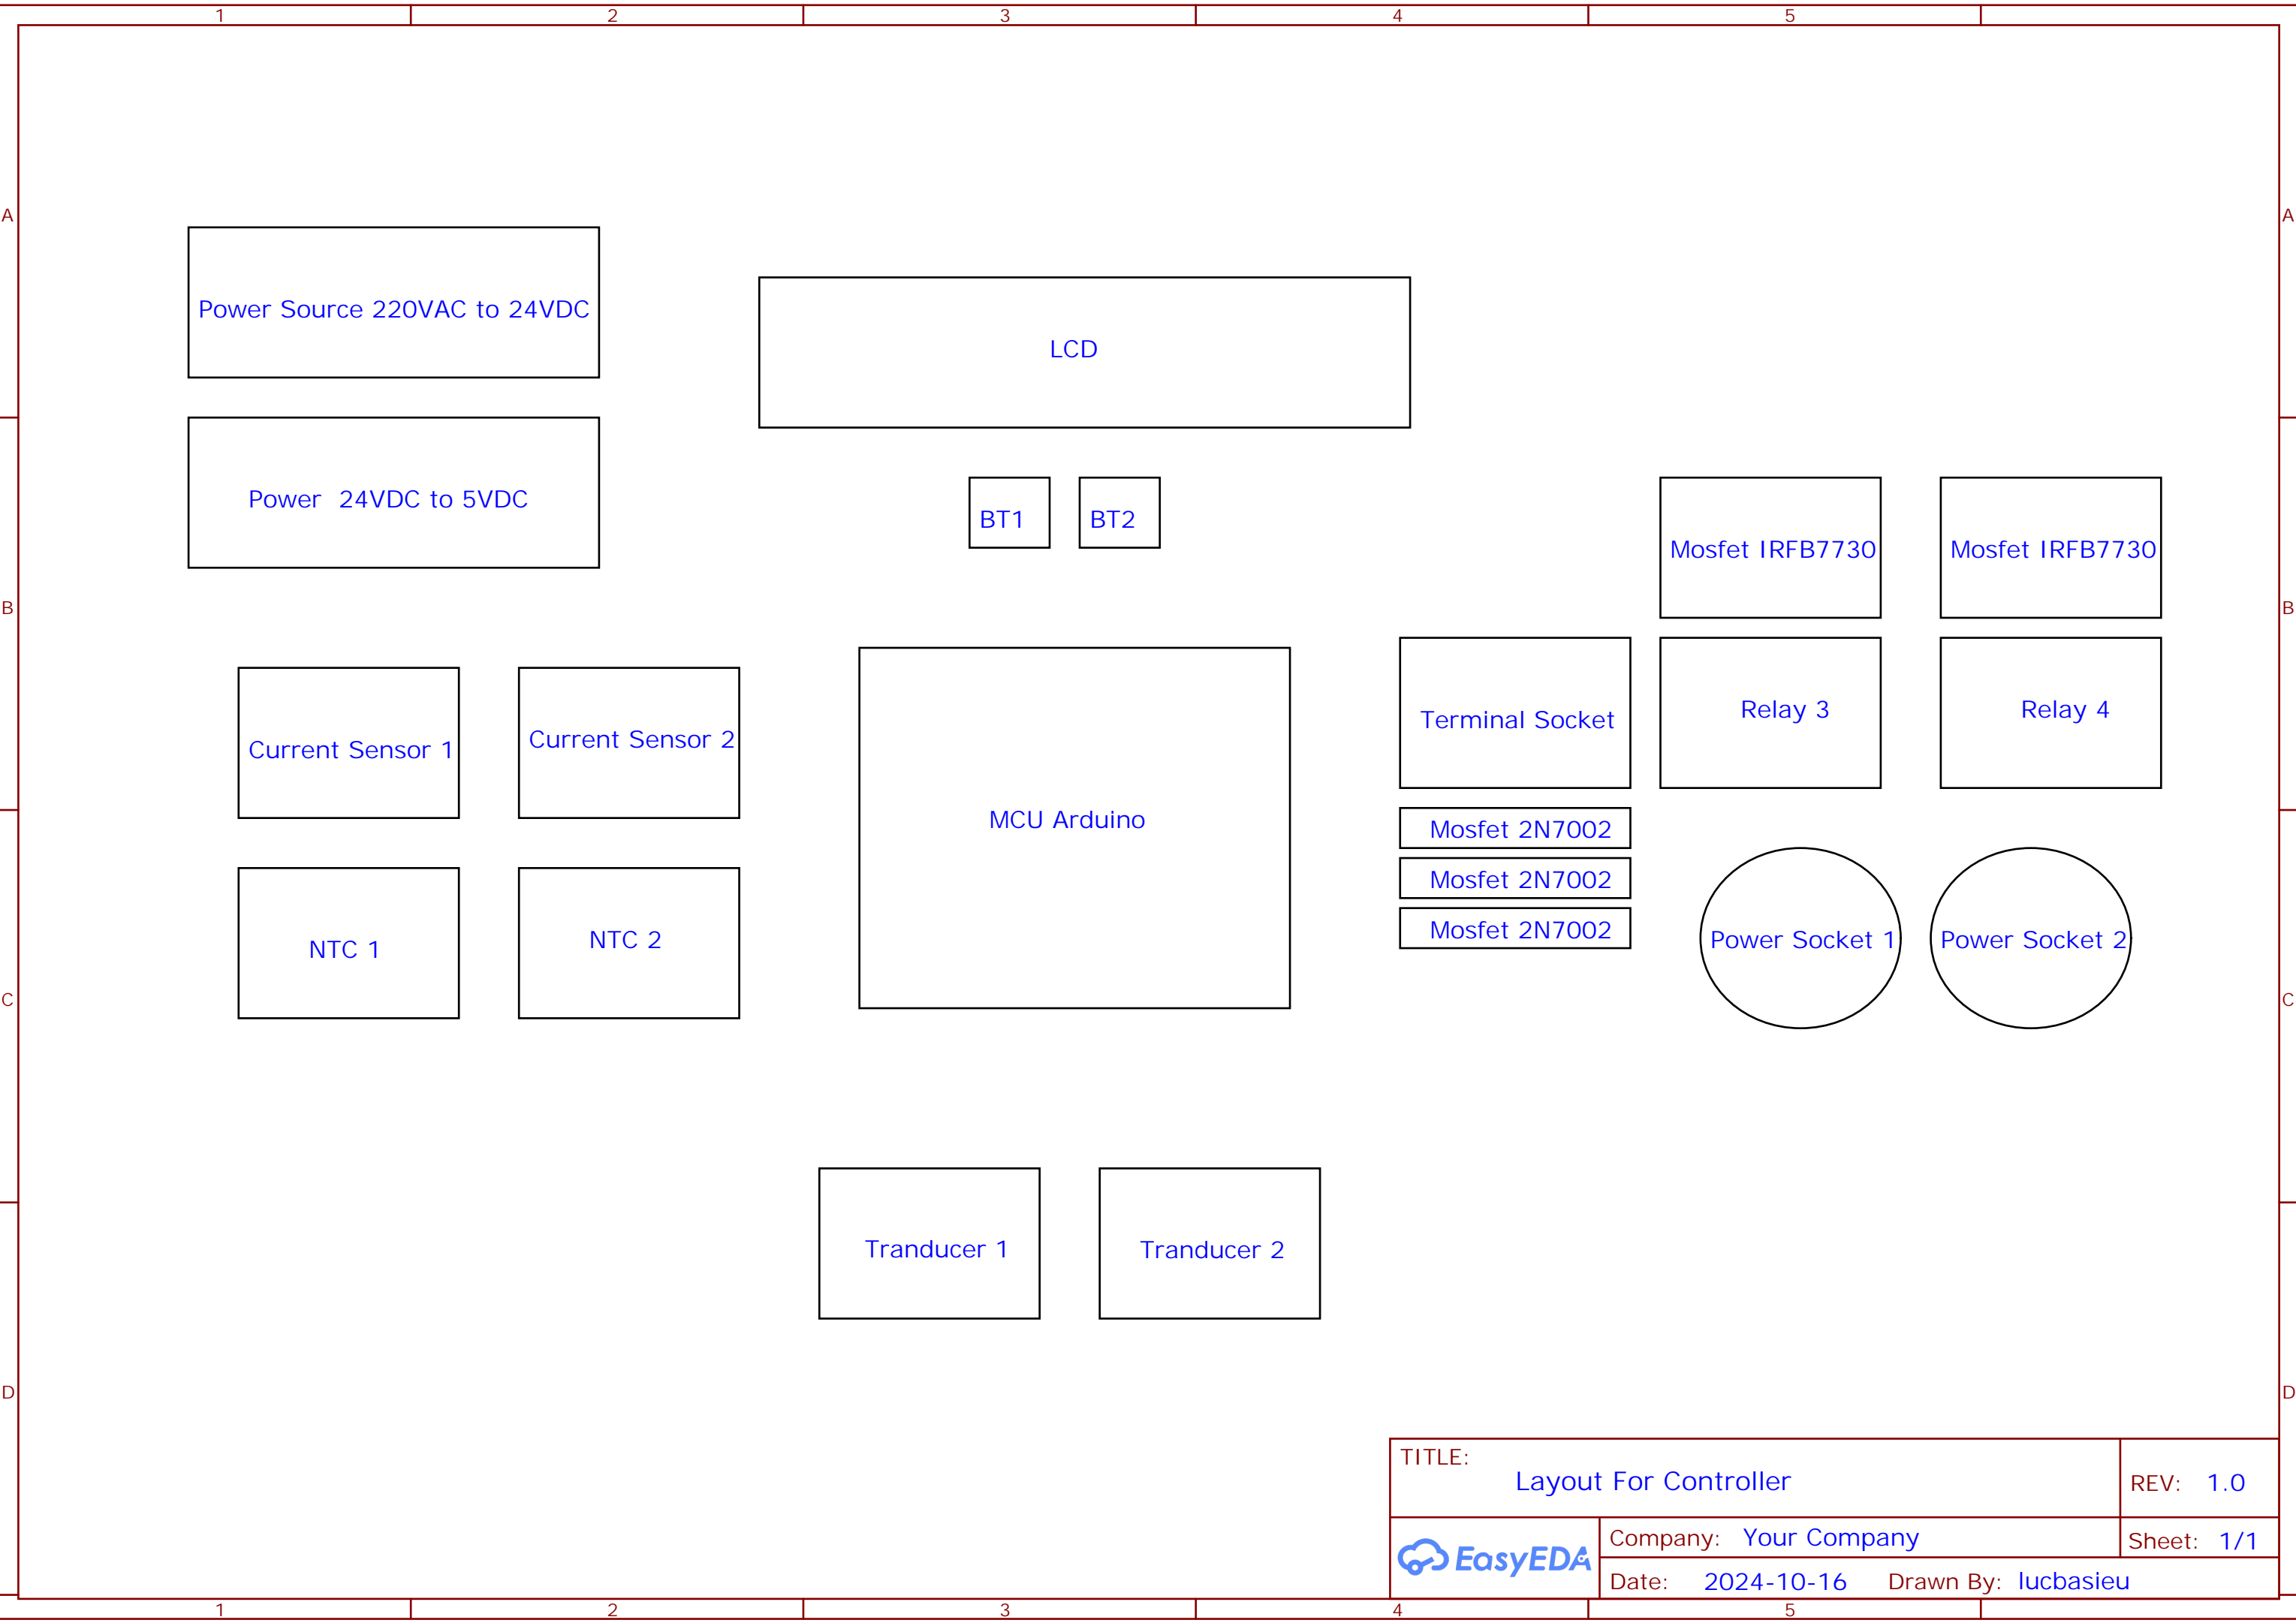 1 2 3 4 5
A A
Power Source 220VAC to 24VDC
LCD
Power  24VDC to 5VDC
BT1 BT2
Mosfet IRFB7730 Mosfet IRFB7730
B B
Current Sensor 1 Current Sensor 2
Terminal Socket Relay 3 Relay 4
MCU Arduino
Mosfet 2N7002
Mosfet 2N7002
Mosfet 2N7002
NTC 1 NTC 2
Power Socket 1 Power Socket 2
C C
Tranducer 1 Tranducer 2
D D
TITLE:
Layout For Controller
REV: 1.0
EasyEDA
Company: Your Company
Sheet: 1/1
Date: 2024-10-16 Drawn By: lucbasieu
1 2 3 4 5